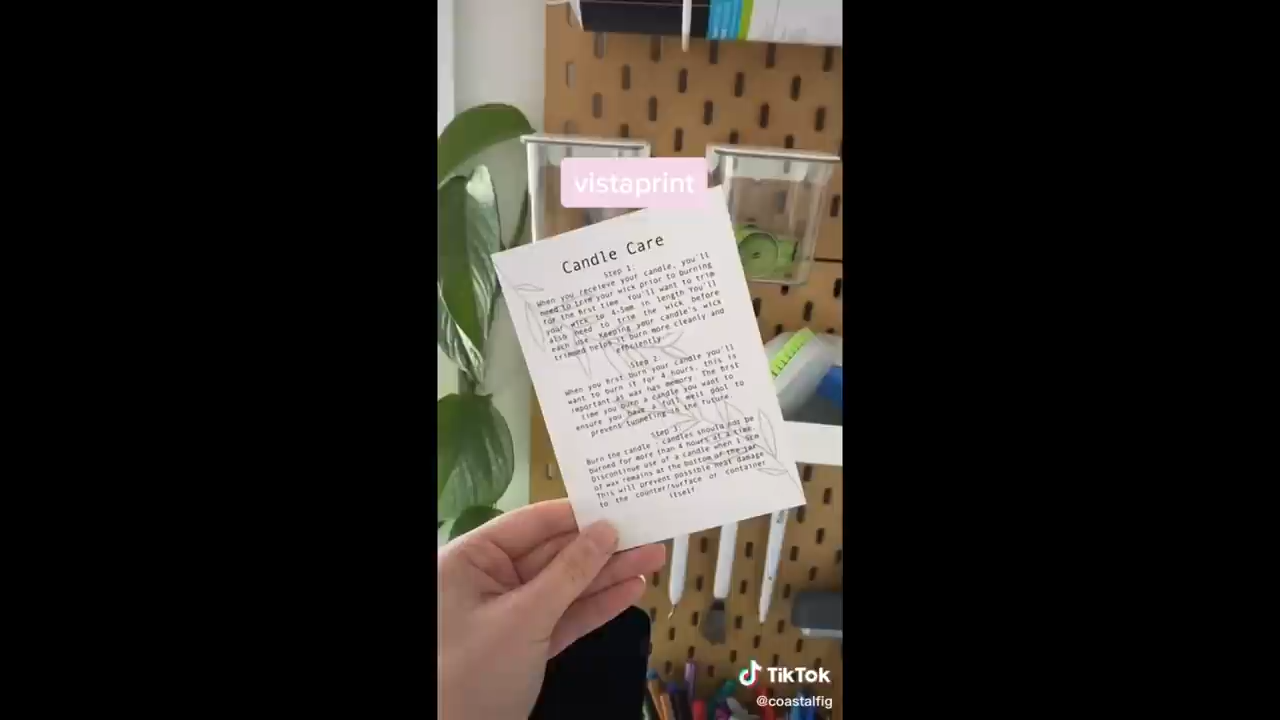 vistaprint
Candle Care
Step 1:
When you receieve your candle, you'll
need to trim your wick prior to burning
for the first time. You'll want to trim
your wick to 4-5mm in length You'll
also need to trim the wick before
each use. Keeping your candle's wick
trimmed helps it burn more cleanly and
efficiently.
Step 2:
When you first burn your candle you'll
want to burn it for 4 hours, this is
important as wax has memory. The first
time you burn a candle you want to
ensure you have a full melt pool to
prevent tunneling in the future.
Step 3:
Burn the candle : candles should not be
burned for more than 4 hours at a time.
Discontinue use of a candle when 1.5cm
of wax remains at the bottom of the jar
This will prevent possible heat damage
to the counter/surface or container
itself
TikTok
@coastalfig